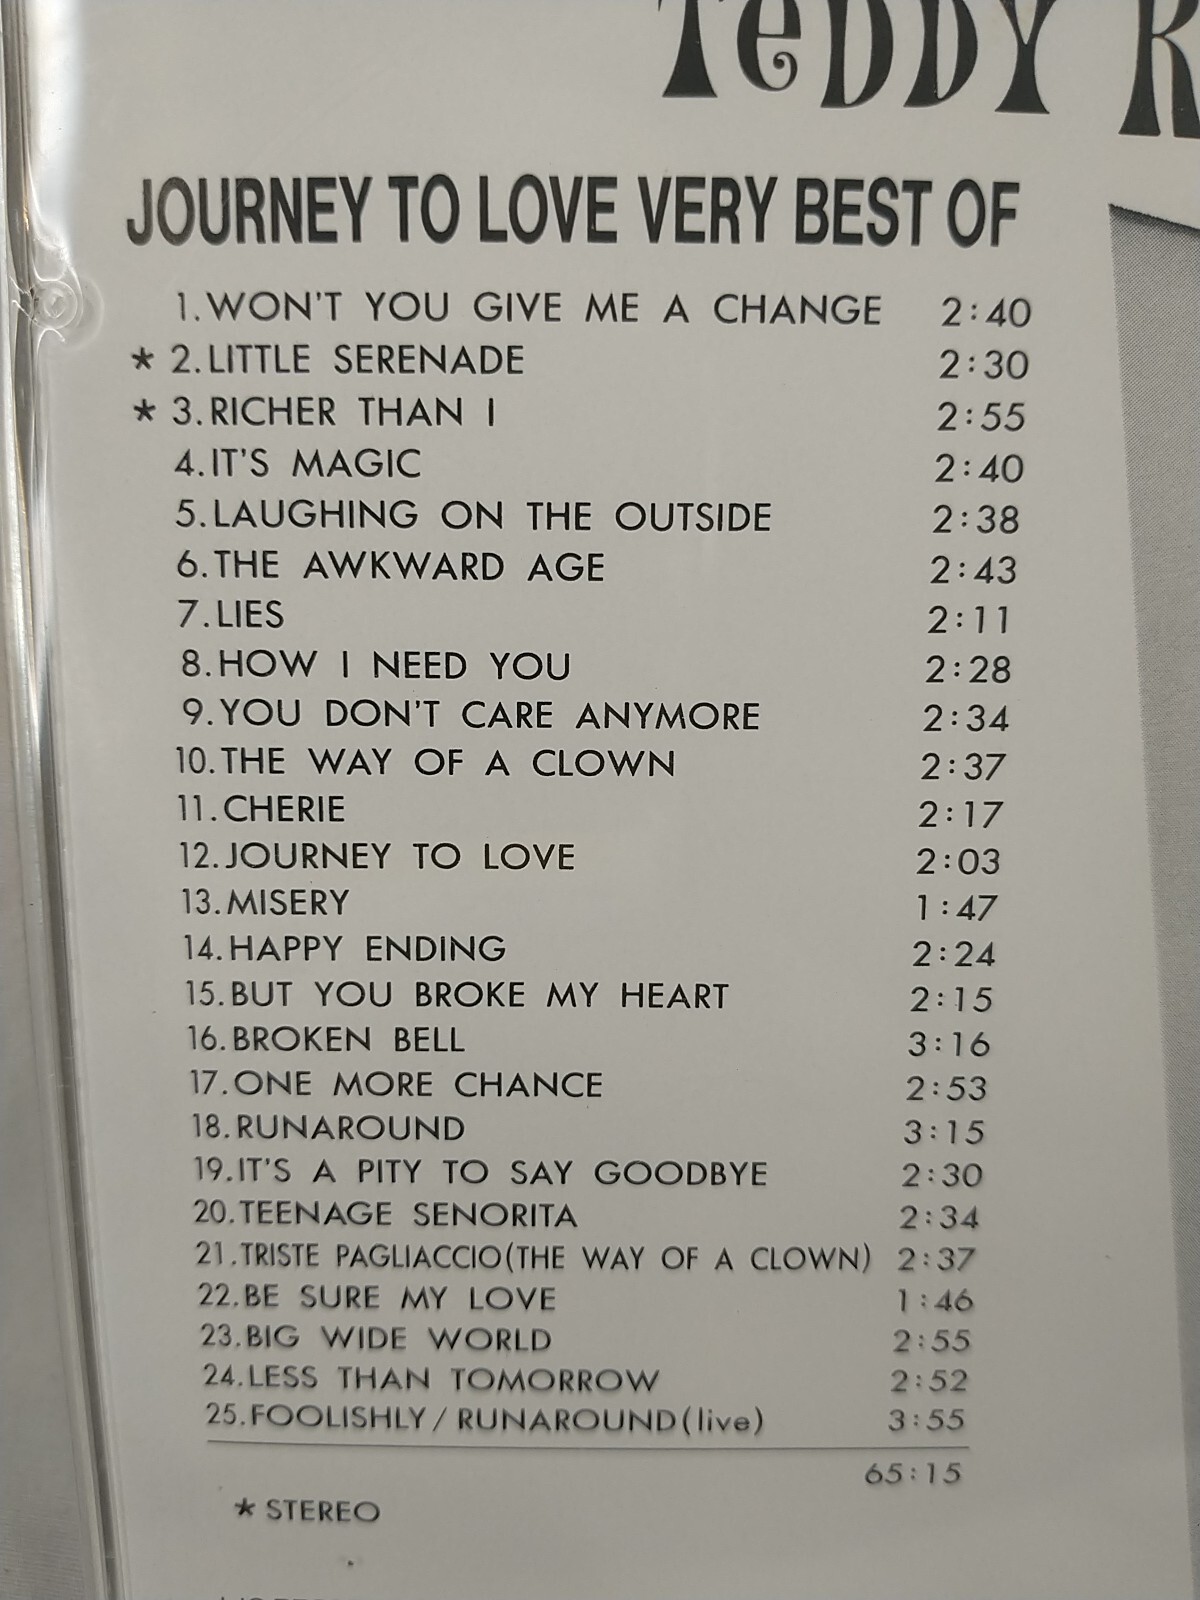 TeDDY R
JOURNEY TO LOVE VERY BEST OF
1.WON'T YOU GIVE ME A CHANGE 2:40
* 2.LITTLE SERENADE 2:30
* 3.RICHER THAN I 2:55
4.IT'S MAGIC 2:40
5.LAUGHING ON THE OUTSIDE 2:38
6.THE AWKWARD AGE 2:43
7.LIES 2:11
8.HOW I NEED YOU 2:28
9.YOU DON'T CARE ANYMORE 2:34
10.THE WAY OF A CLOWN 2:37
11.CHERIE 2:17
12.JOURNEY TO LOVE 2:03
13.MISERY 1:47
14.HAPPY ENDING 2:24
15.BUT YOU BROKE MY HEART 2:15
16.BROKEN BELL 3:16
17.ONE MORE CHANCE 2:53
18.RUNAROUND 3:15
19.IT'S A PITY TO SAY GOODBYE 2:30
20.TEENAGE SENORITA 2:34
21.TRISTE PAGLIACCIO(THE WAY OF A CLOWN) 2:37
22.BE SURE MY LOVE 1:46
23.BIG WIDE WORLD 2:55
24.LESS THAN TOMORROW 2:52
25.FOOLISHLY/RUNAROUND(live) 3:55
65:15
* STEREO